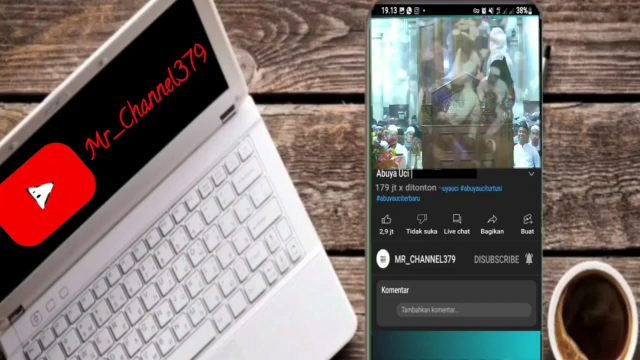 Mr_Channel379
19.13
38%
Abuya Uci |
179 jt x ditonton · uyauci #abuyauciturtusi
#abuyauciterbaru
2,9 jt
Tidak suka
Live chat
Bagikan
Buat
MR_CHANNEL379
DISUBSCRIBE
Komentar
Tambahkan komentar...